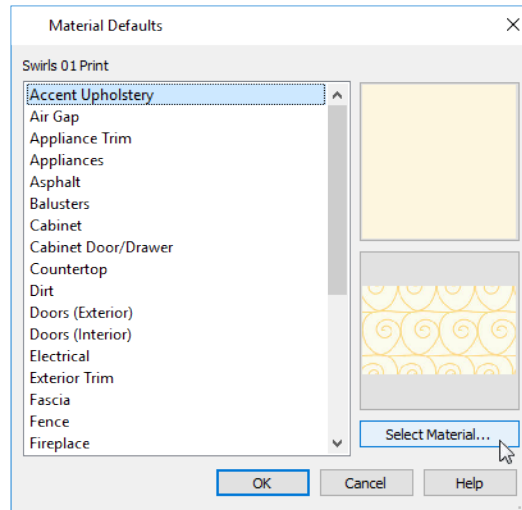 Material Defaults
Swirls 01 Print
Accent Upholstery
Air Gap
Appliance Trim
Appliances
Asphalt
Balusters
Cabinet
Cabinet Door/Drawer
Countertop
Dirt
Doors (Exterior)
Doors (Interior)
Electrical
Exterior Trim
Fascia
Fence
Fireplace
Select Material...
OK Cancel Help